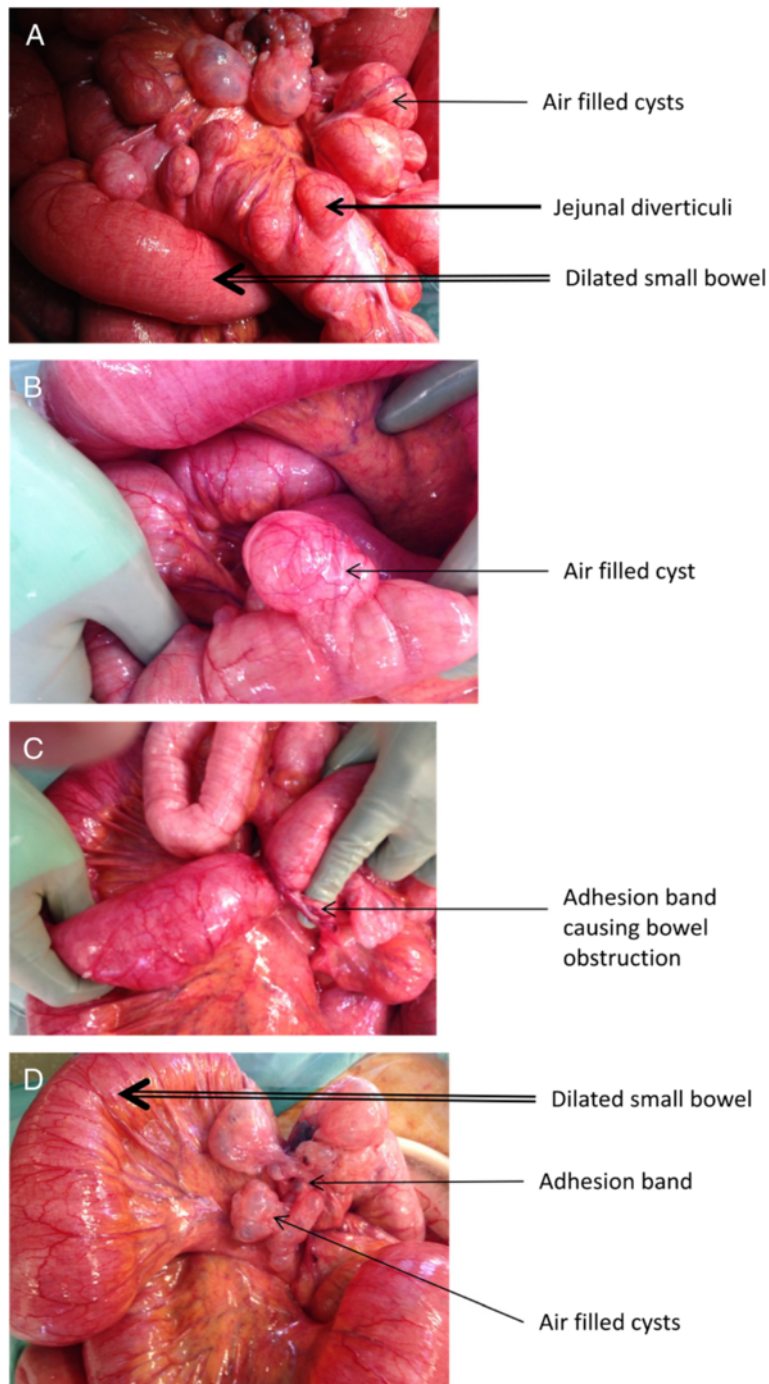 A
Air filled cysts
Jejunal diverticuli
Dilated small bowel
B
Air filled cyst
C
Adhesion band
causing bowel
obstruction
D
Dilated small bowel
Adhesion band
Air filled cysts